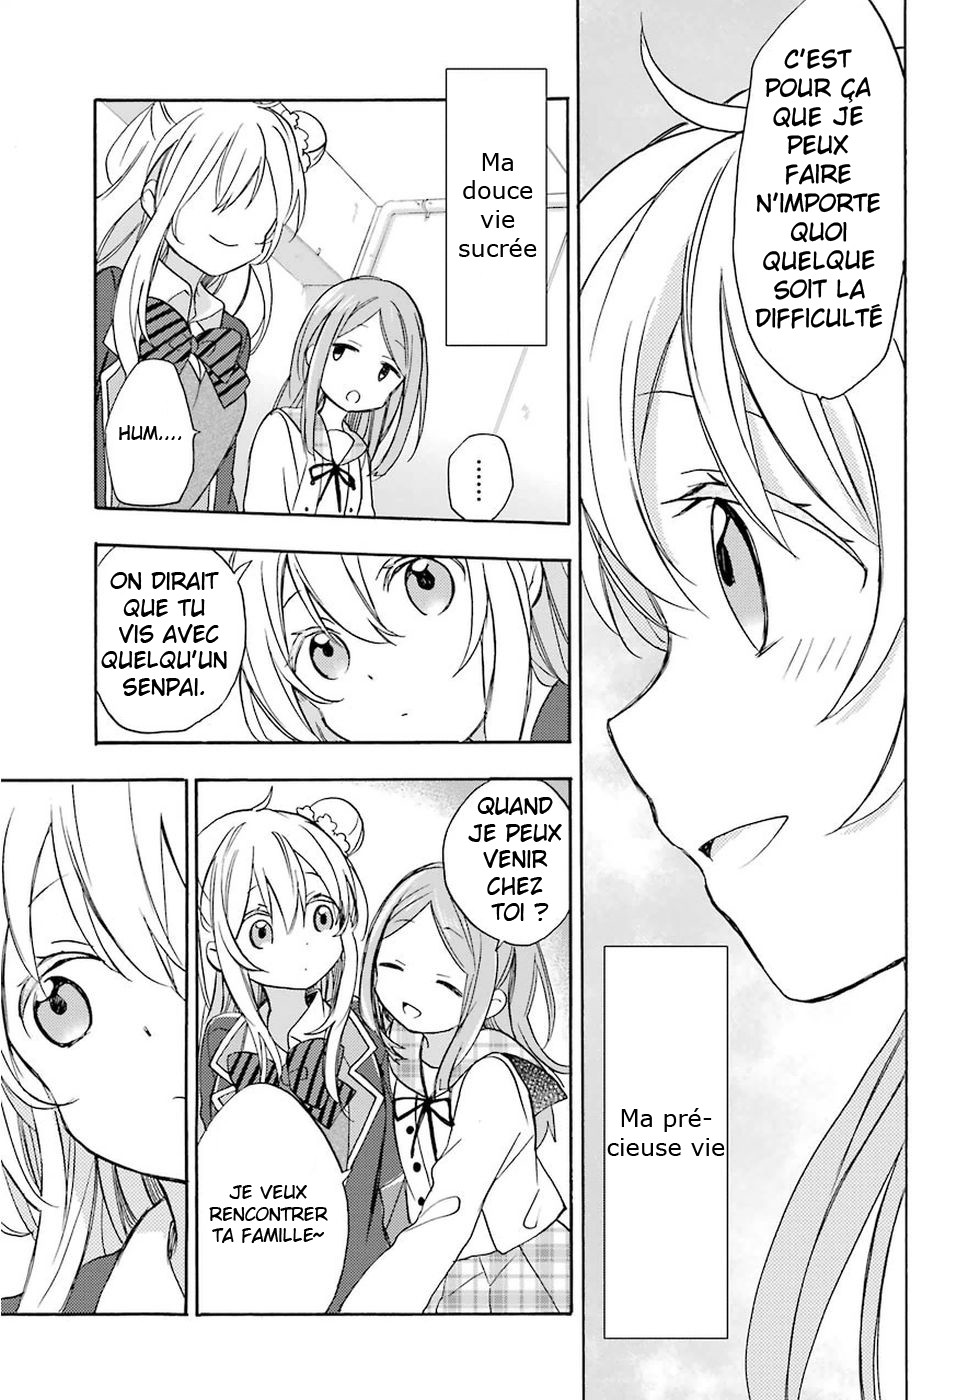 C'EST
POUR ÇA
QUE JE
PEUX
FAIRE
N'IMPORTE
QUOI
QUELQUE
SOIT LA
DIFFICULTÉ
Ma pré-
cieuse vie
Ma
douce
vie
sucrée
.......
HUM....
ON DIRAIT
QUE TU
VIS AVEC
QUELQU'UN
SENPAI.
QUAND
JE PEUX
VENIR
CHEZ
TOI ?
JE VEUX
RENCONTRER
TA FAMILLE~